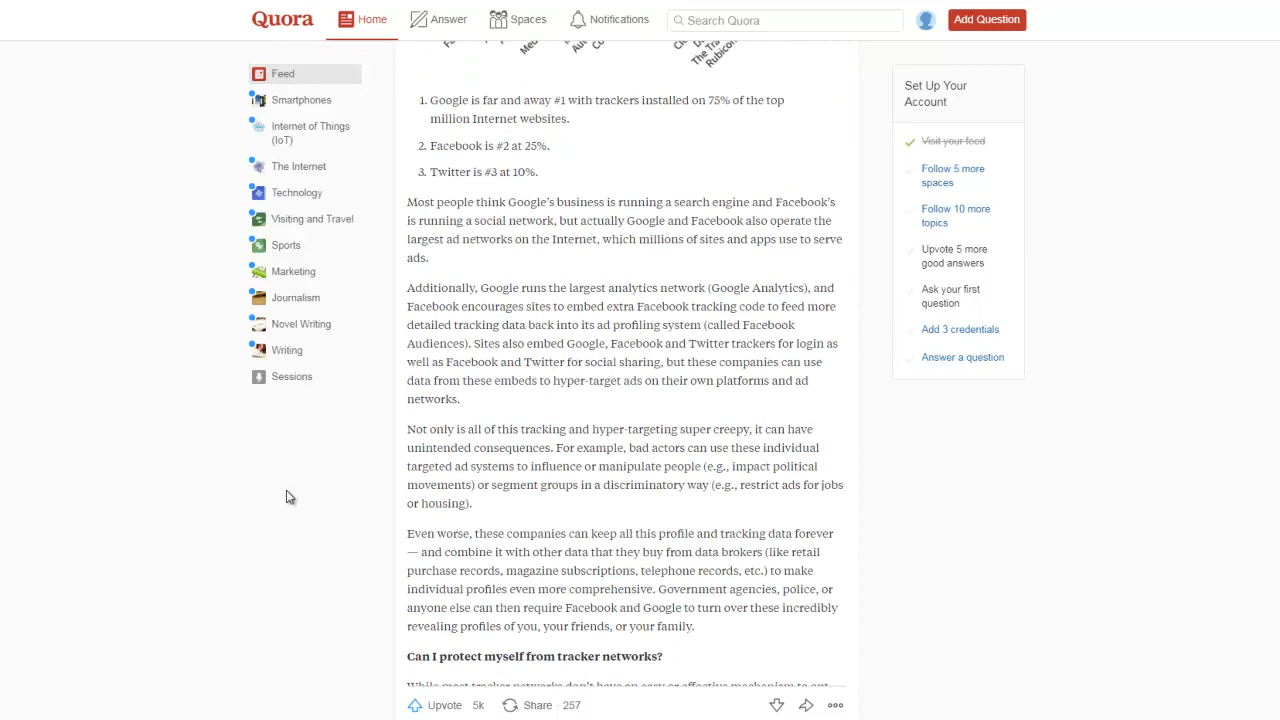 Quora
Home
Answer
Spaces
Notifications
Search Quora
Add Question
Feed
Smartphones
Internet of Things
(IoT)
The Internet
Technology
Visiting and Travel
Sports
Marketing
Journalism
Novel Writing
Writing
Sessions
The Tra
Rubicon
1. Google is far and away #1 with trackers installed on 75% of the top
million Internet websites.
2. Facebook is #2 at 25%.
3. Twitter is #3 at 10%.
Most people think Google’s business is running a search engine and Facebook’s
is running a social network, but actually Google and Facebook also operate the
largest ad networks on the Internet, which millions of sites and apps use to serve
ads.
Additionally, Google runs the largest analytics network (Google Analytics), and
Facebook encourages sites to embed extra Facebook tracking code to feed more
detailed tracking data back into its ad profiling system (called Facebook
Audiences). Sites also embed Google, Facebook and Twitter trackers for login as
well as Facebook and Twitter for social sharing, but these companies can use
data from these embeds to hyper-target ads on their own platforms and ad
networks.
Not only is all of this tracking and hyper-targeting super creepy, it can have
unintended consequences. For example, bad actors can use these individual
targeted ad systems to influence or manipulate people (e.g., impact political
movements) or segment groups in a discriminatory way (e.g., restrict ads for jobs
or housing).
Even worse, these companies can keep all this profile and tracking data forever
— and combine it with other data that they buy from data brokers (like retail
purchase records, magazine subscriptions, telephone records, etc.) to make
individual profiles even more comprehensive. Government agencies, police, or
anyone else can then require Facebook and Google to turn over these incredibly
revealing profiles of you, your friends, or your family.
Can I protect myself from tracker networks?
While most tracker networks don’t have an easy or effective mechanism to opt
Upvote 5k
Share 257
Set Up Your
Account
Visit your feed
Follow 5 more
spaces
Follow 10 more
topics
Upvote 5 more
good answers
Ask your first
question
Add 3 credentials
Answer a question